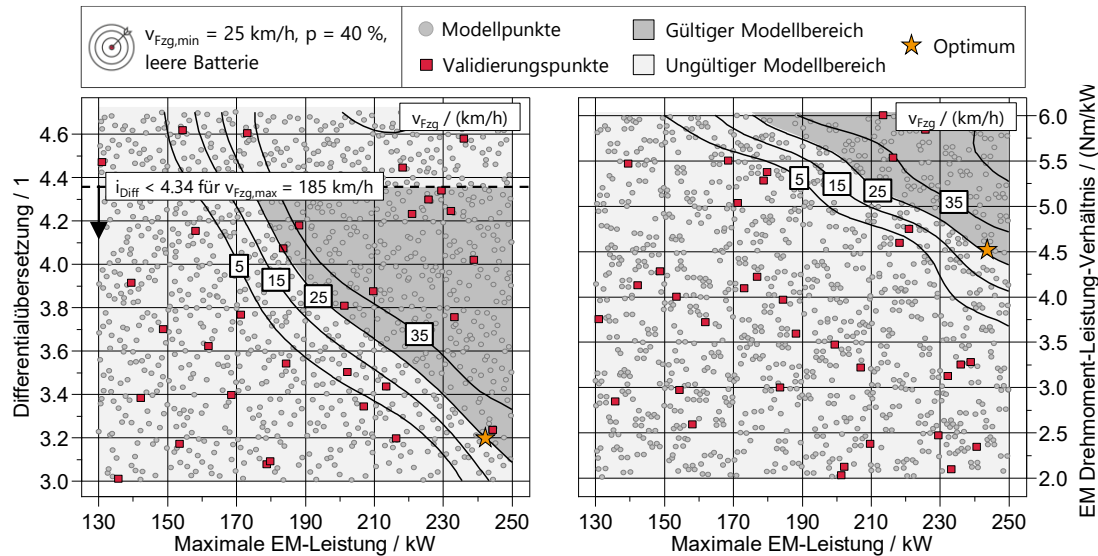 v_Fzg,min = 25 km/h, p = 40 %,
leere Batterie
Modellpunkte
Validierungspunkte
Gültiger Modellbereich
Ungültiger Modellbereich
Optimum
v_Fzg / (km/h)
i_Diff < 4.34 für v_Fzg,max = 185 km/h
5
15
25
35
4.6
4.4
4.2
4.0
3.8
3.6
3.4
3.2
3.0
Differentialübersetzung / 1
130
150
170
190
210
230
250
Maximale EM-Leistung / kW
v_Fzg / (km/h)
5
15
25
35
6.0
5.5
5.0
4.5
4.0
3.5
3.0
2.5
2.0
EM Drehmoment-Leistung-Verhältnis / (Nm/kW)
130
150
170
190
210
230
250
Maximale EM-Leistung / kW